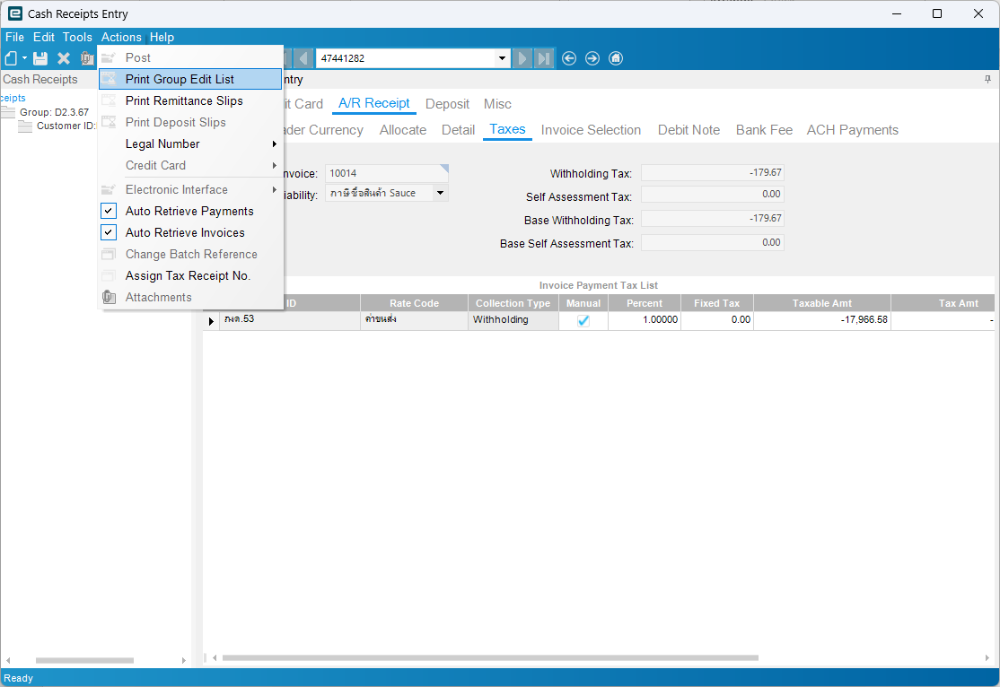 Cash Receipts Entry
File Edit Tools Actions Help
47441282
Cash Receipts
ntry
ceipts
Group: D2.3.67
Customer ID:
Post
Print Group Edit List
Print Remittance Slips
Print Deposit Slips
Legal Number
Credit Card
Electronic Interface
Auto Retrieve Payments
Auto Retrieve Invoices
Change Batch Reference
Assign Tax Receipt No.
Attachments
it Card A/R Receipt Deposit Misc
ader Currency Allocate Detail Taxes Invoice Selection Debit Note Bank Fee ACH Payments
nvoice: 10014
iability: ภาษีซื้อสินค้า Sauce
Withholding Tax: -179.67
Self Assessment Tax: 0.00
Base Withholding Tax: -179.67
Base Self Assessment Tax: 0.00
Invoice Payment Tax List
ID Rate Code Collection Type Manual Percent Fixed Tax Taxable Amt Tax Amt
ภงด.53 ค่าขนส่ง Withholding 1.00000 0.00 -17,966.58 -
Ready